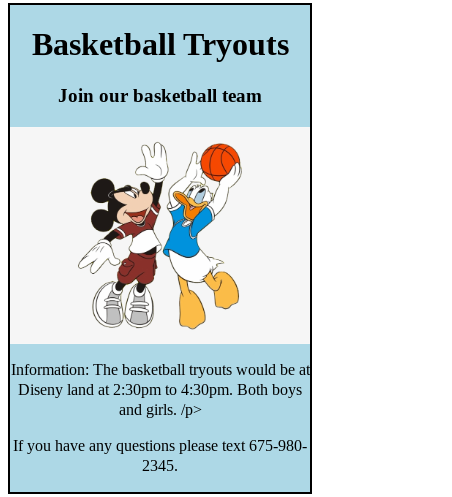 Basketball Tryouts
Join our basketball team
Information: The basketball tryouts would be at
Diseny land at 2:30pm to 4:30pm. Both boys
and girls. /p>
If you have any questions please text 675-980-
2345.